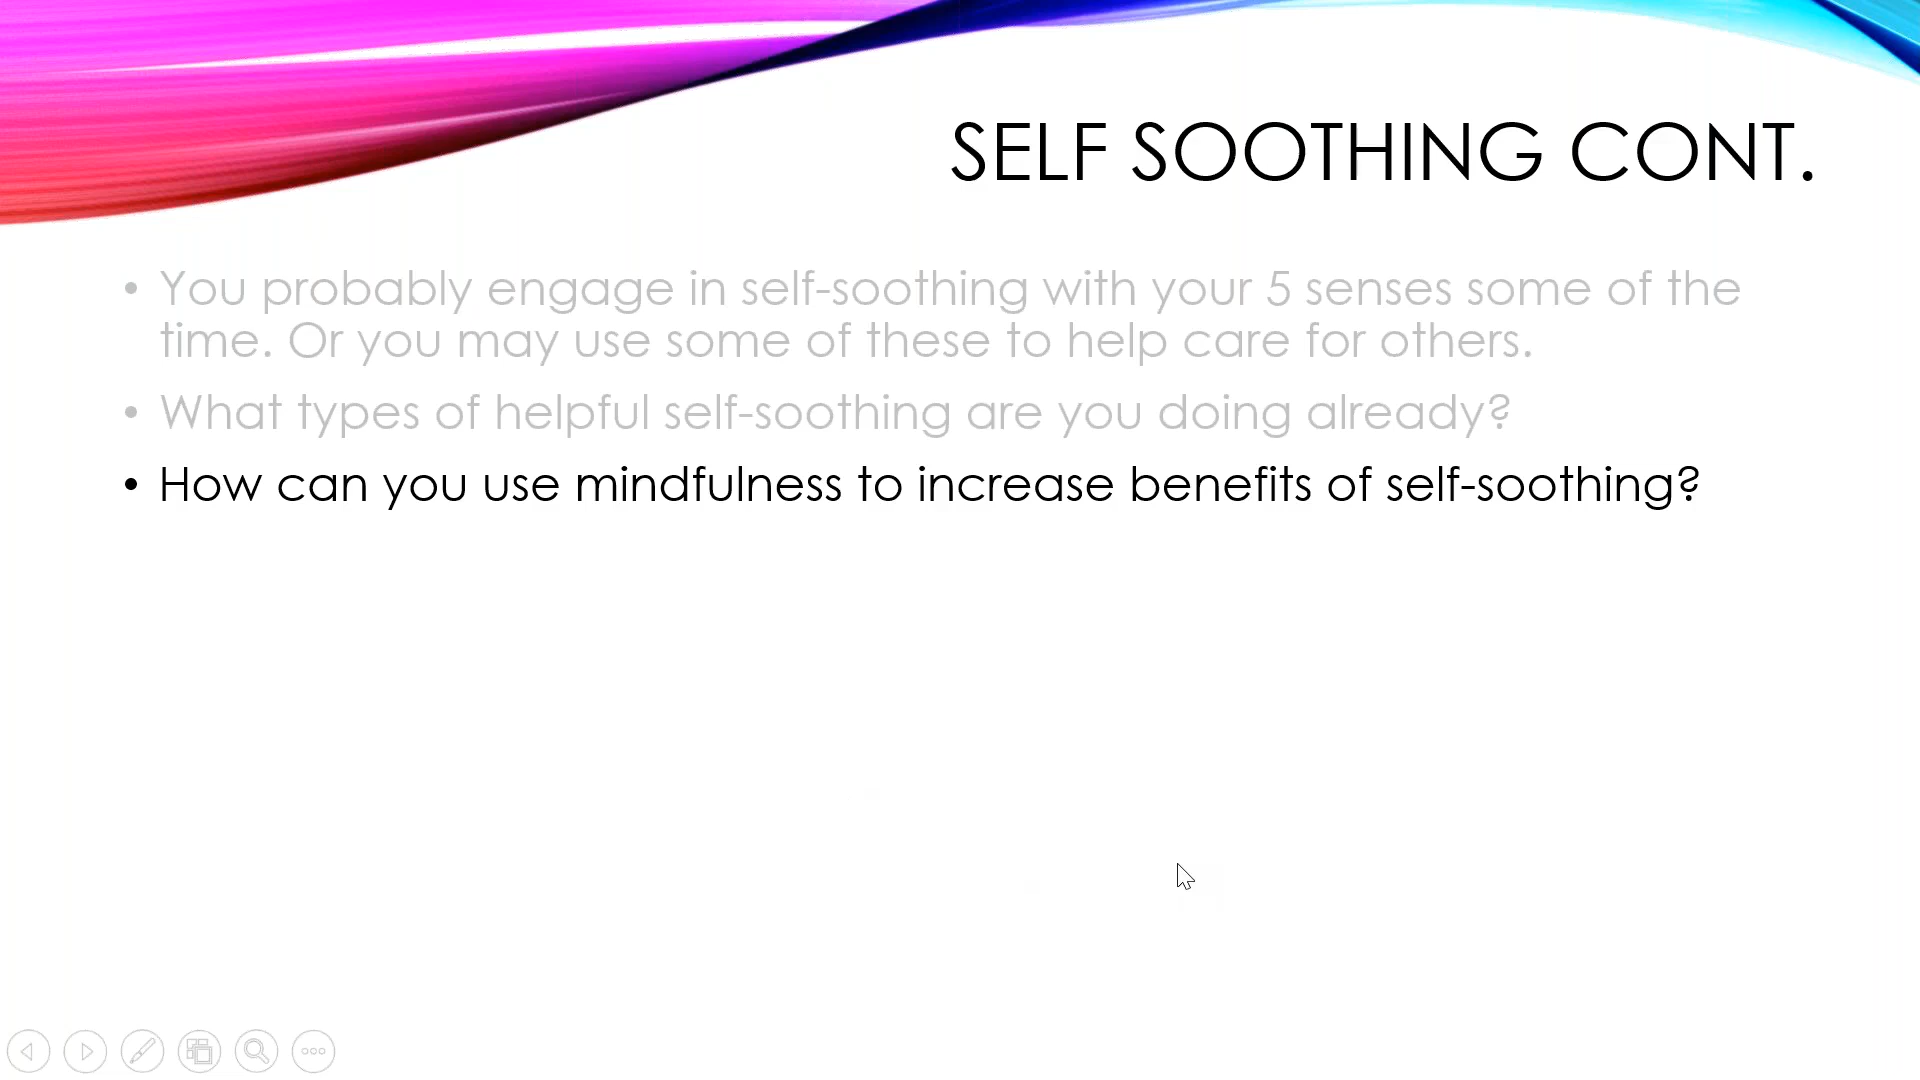 SELF SOOTHING CONT.
• You probably engage in self-soothing with your 5 senses some of the
time. Or you may use some of these to help care for others.
• What types of helpful self-soothing are you doing already?
• How can you use mindfulness to increase benefits of self-soothing?